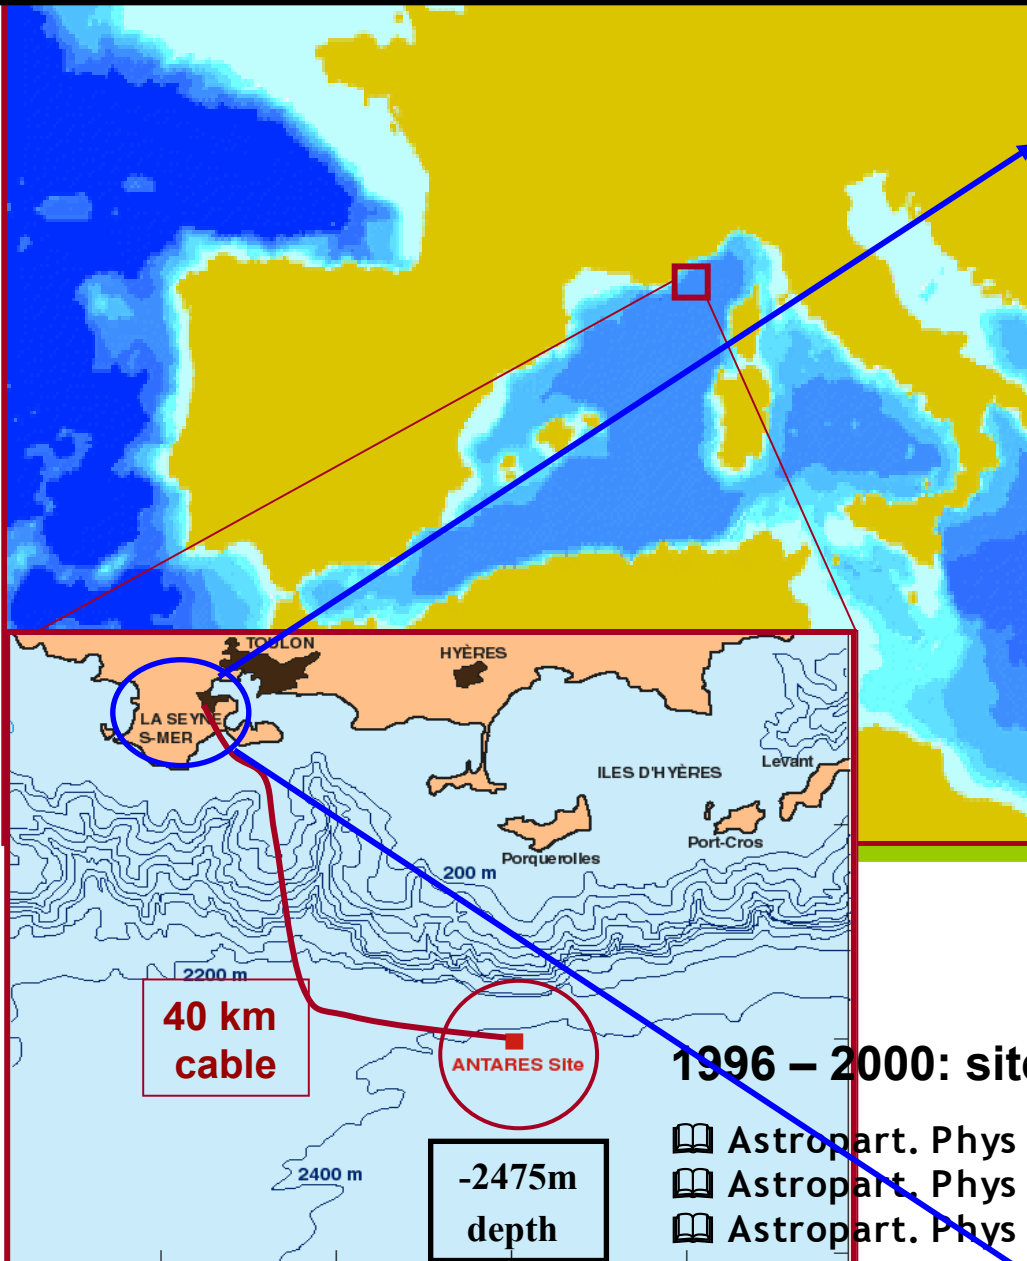 TOULON
HYÈRES
LA SEYNE
S-MER
ILES D'HYÈRES
Levant
Port-Cros
Porquerolles
200 m
2200 m
40 km
cable
ANTARES Site
1996 – 2000: site
-2475m
depth
2400 m
🕮 Astropart. Phys
🕮 Astropart. Phys
🕮 Astropart. Phys